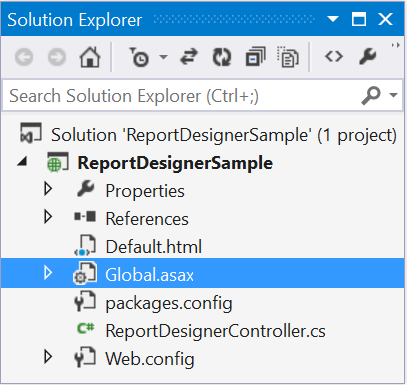 Solution Explorer
Search Solution Explorer (Ctrl+;)
Solution 'ReportDesignerSample' (1 project)
ReportDesignerSample
Properties
References
Default.html
Global.asax
packages.config
C# ReportDesignerController.cs
Web.config